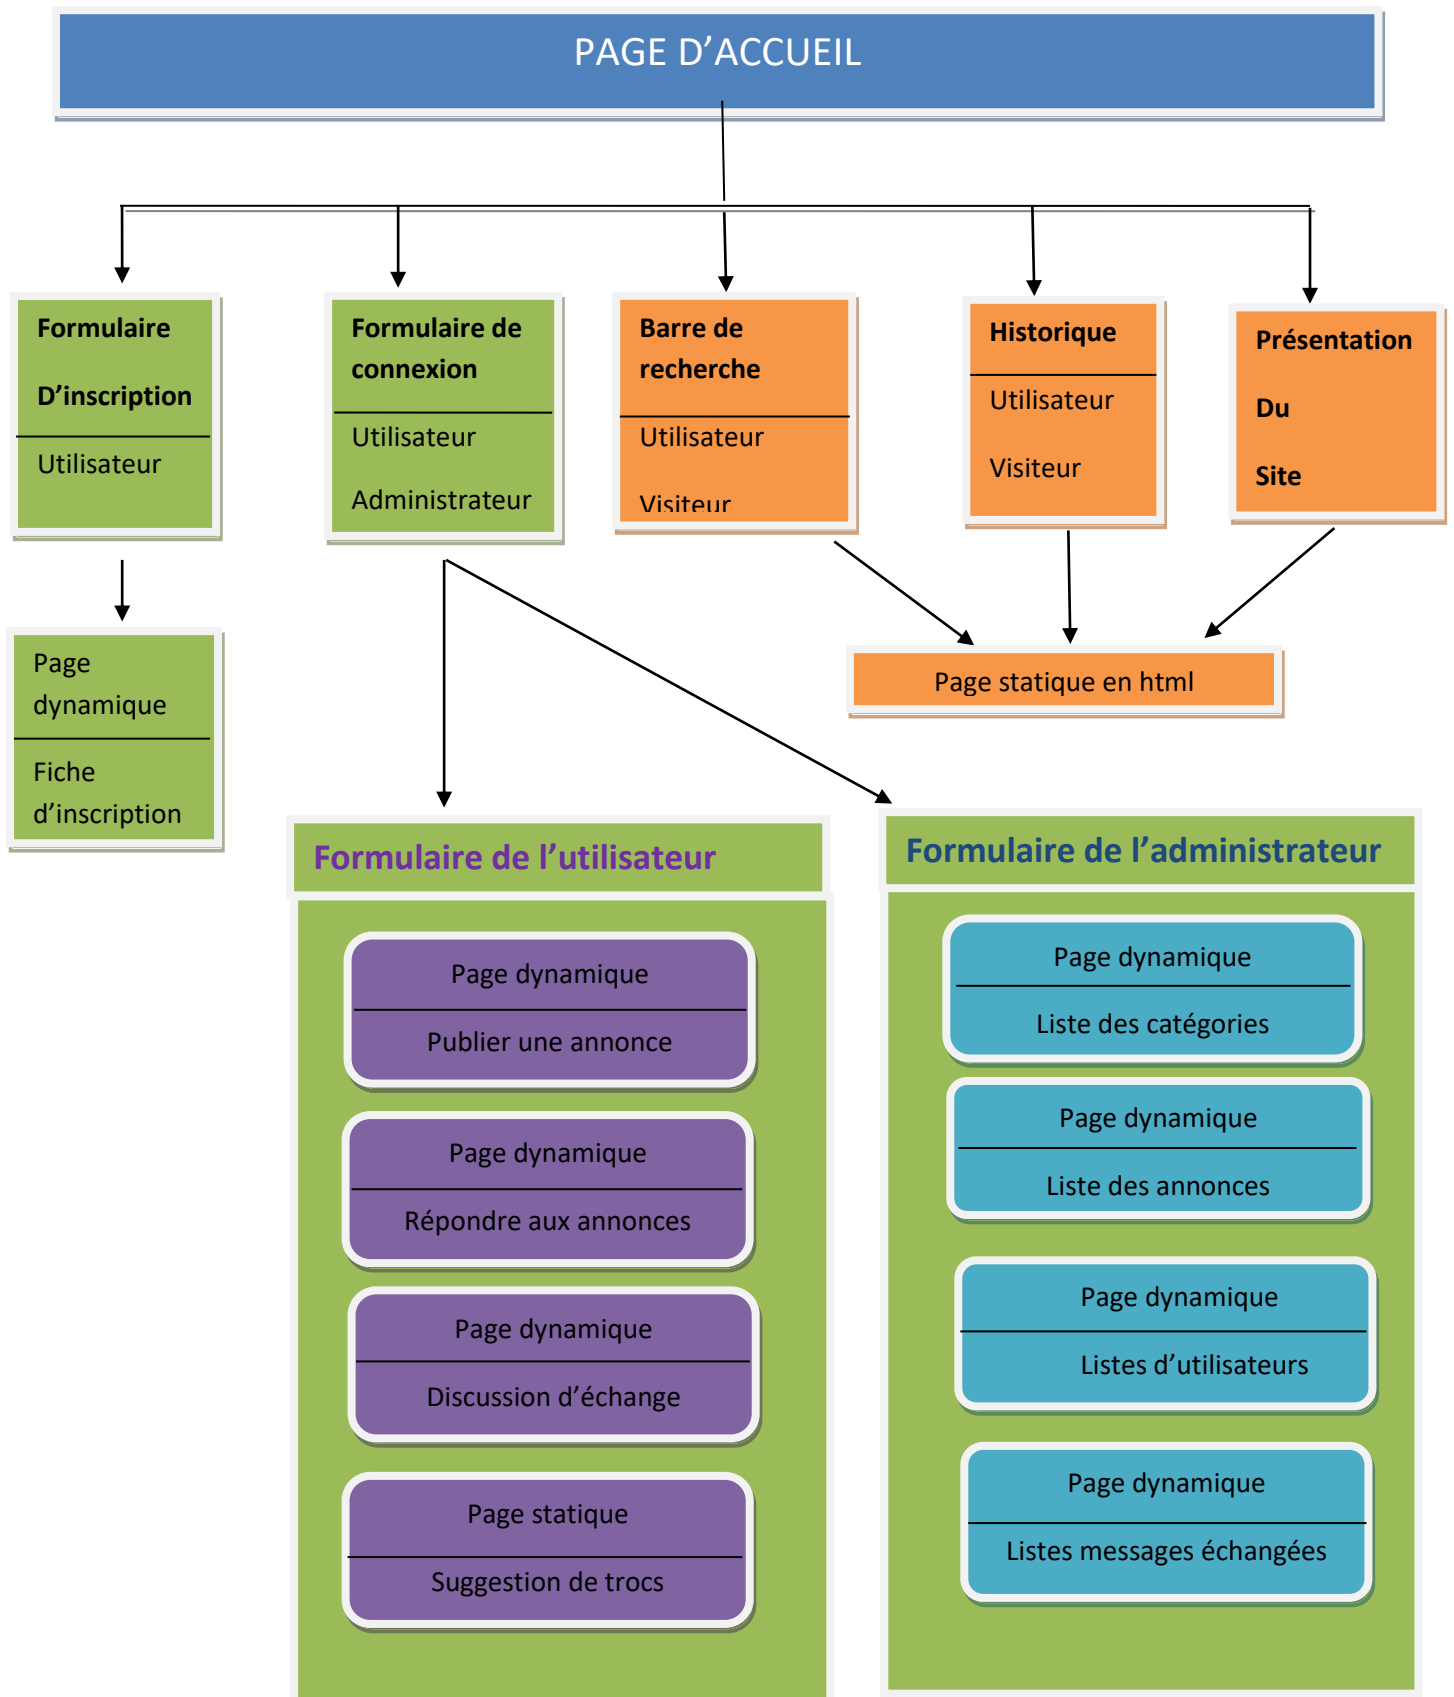 PAGE D’ACCUEIL
Formulaire
D’inscription
Utilisateur
Formulaire de
connexion
Utilisateur
Administrateur
Barre de
recherche
Utilisateur
Visiteur
Historique
Utilisateur
Visiteur
Présentation
Du
Site
Page
dynamique
Fiche
d’inscription
Page statique en html
Formulaire de l’utilisateur
Page dynamique
Publier une annonce
Page dynamique
Répondre aux annonces
Page dynamique
Discussion d’échange
Page statique
Suggestion de trocs
Formulaire de l’administrateur
Page dynamique
Liste des catégories
Page dynamique
Liste des annonces
Page dynamique
Listes d’utilisateurs
Page dynamique
Listes messages échangées